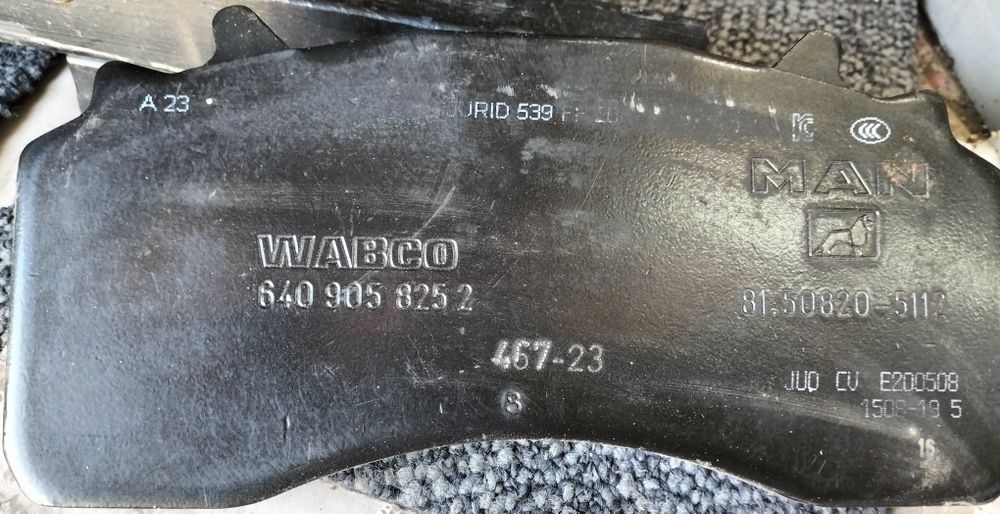 A 23
JURID 539
MAN
WABCO
640 905 825 2
81.50820-5112
467-23
8
JUD CV E200508
1508-19 5
16